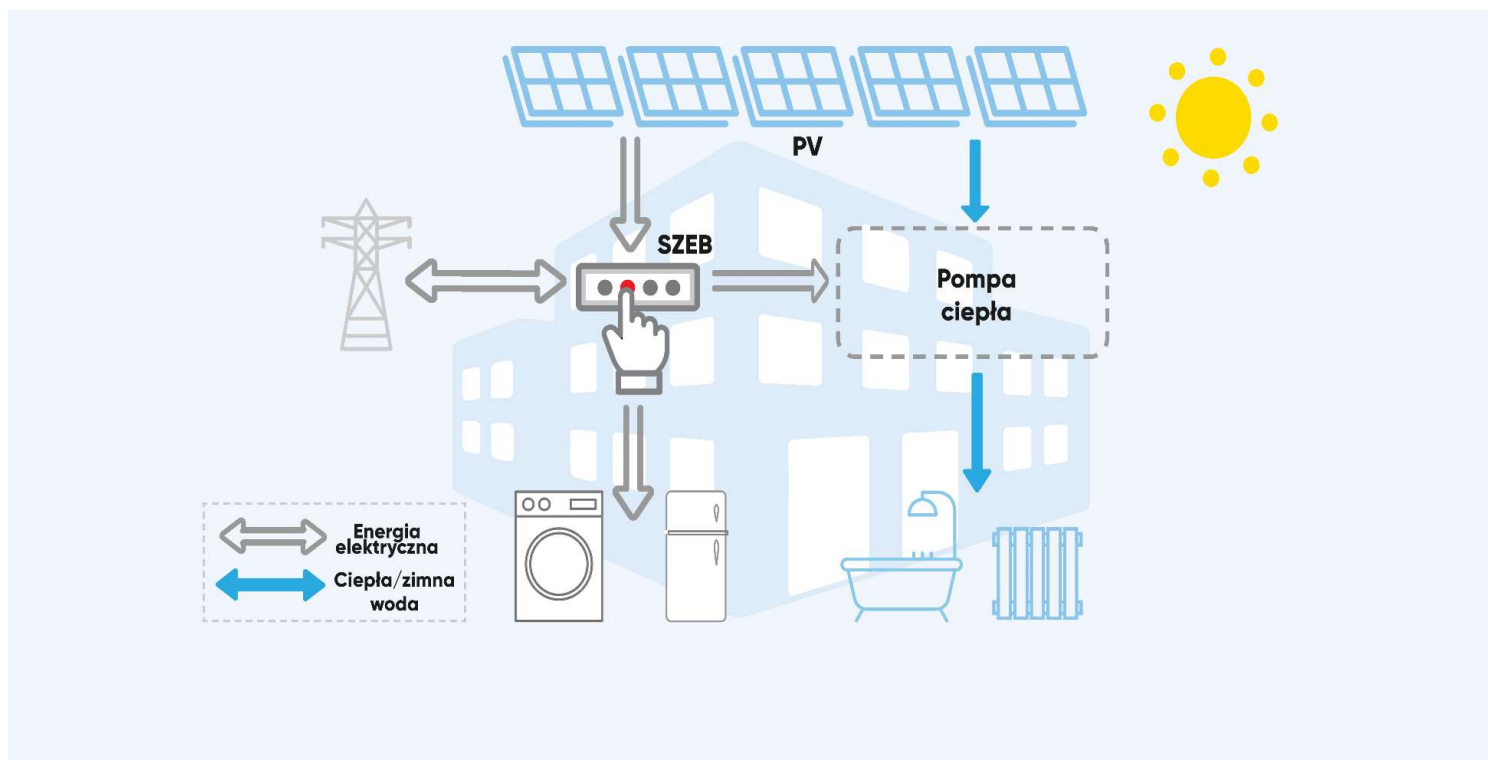 PV
SZEB
Pompa
ciepła
Energia
elektryczna
Ciepła/zimna
woda